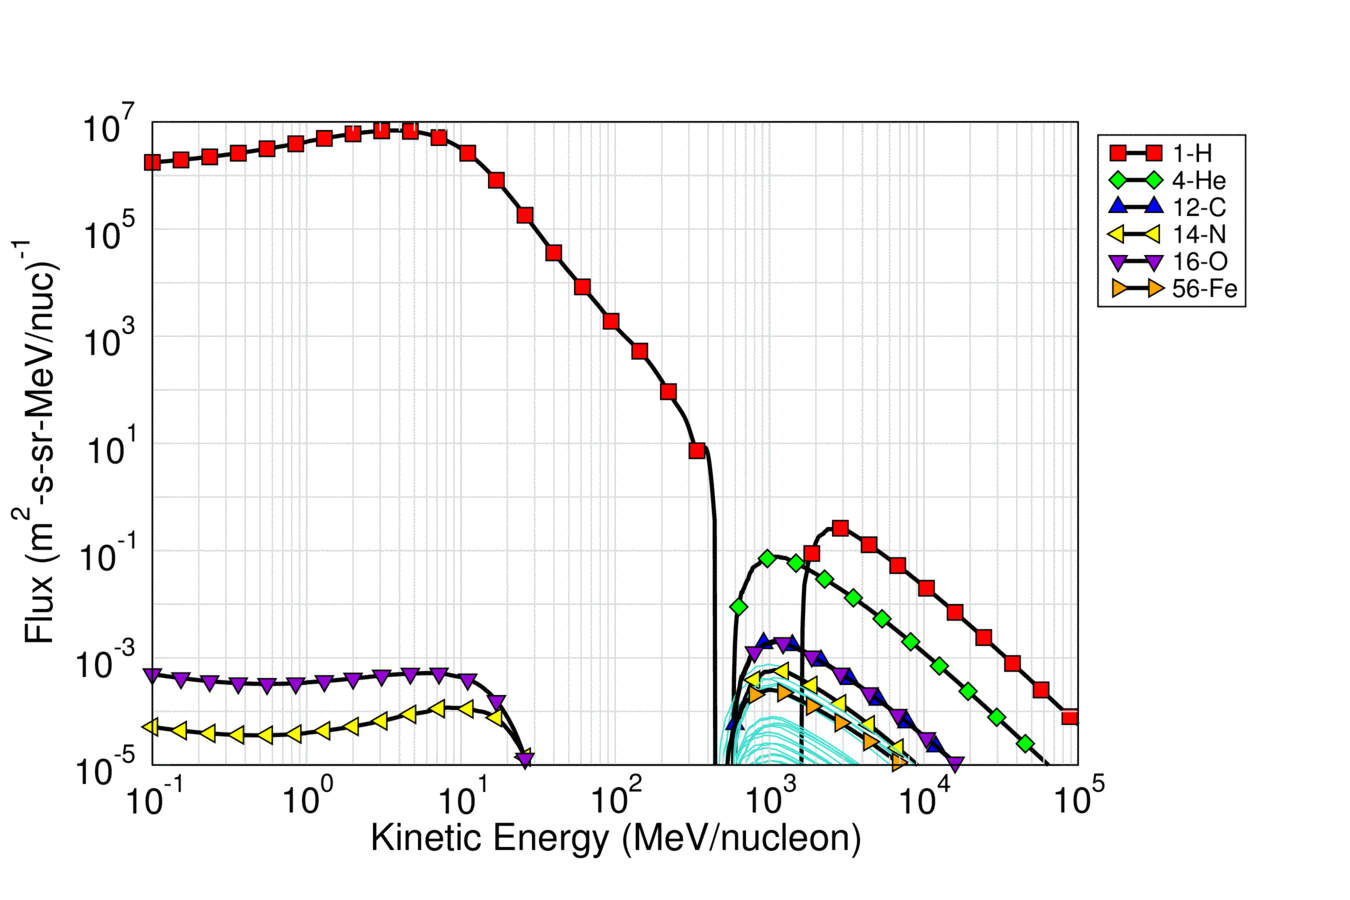 10^7
10^5
10^3
10^1
10^-1
10^-3
10^-5
Flux (m^2-s-sr-MeV/nuc)^-1
10^-1 10^0 10^1 10^2 10^3 10^4 10^5
Kinetic Energy (MeV/nucleon)
1-H
4-He
12-C
14-N
16-O
56-Fe